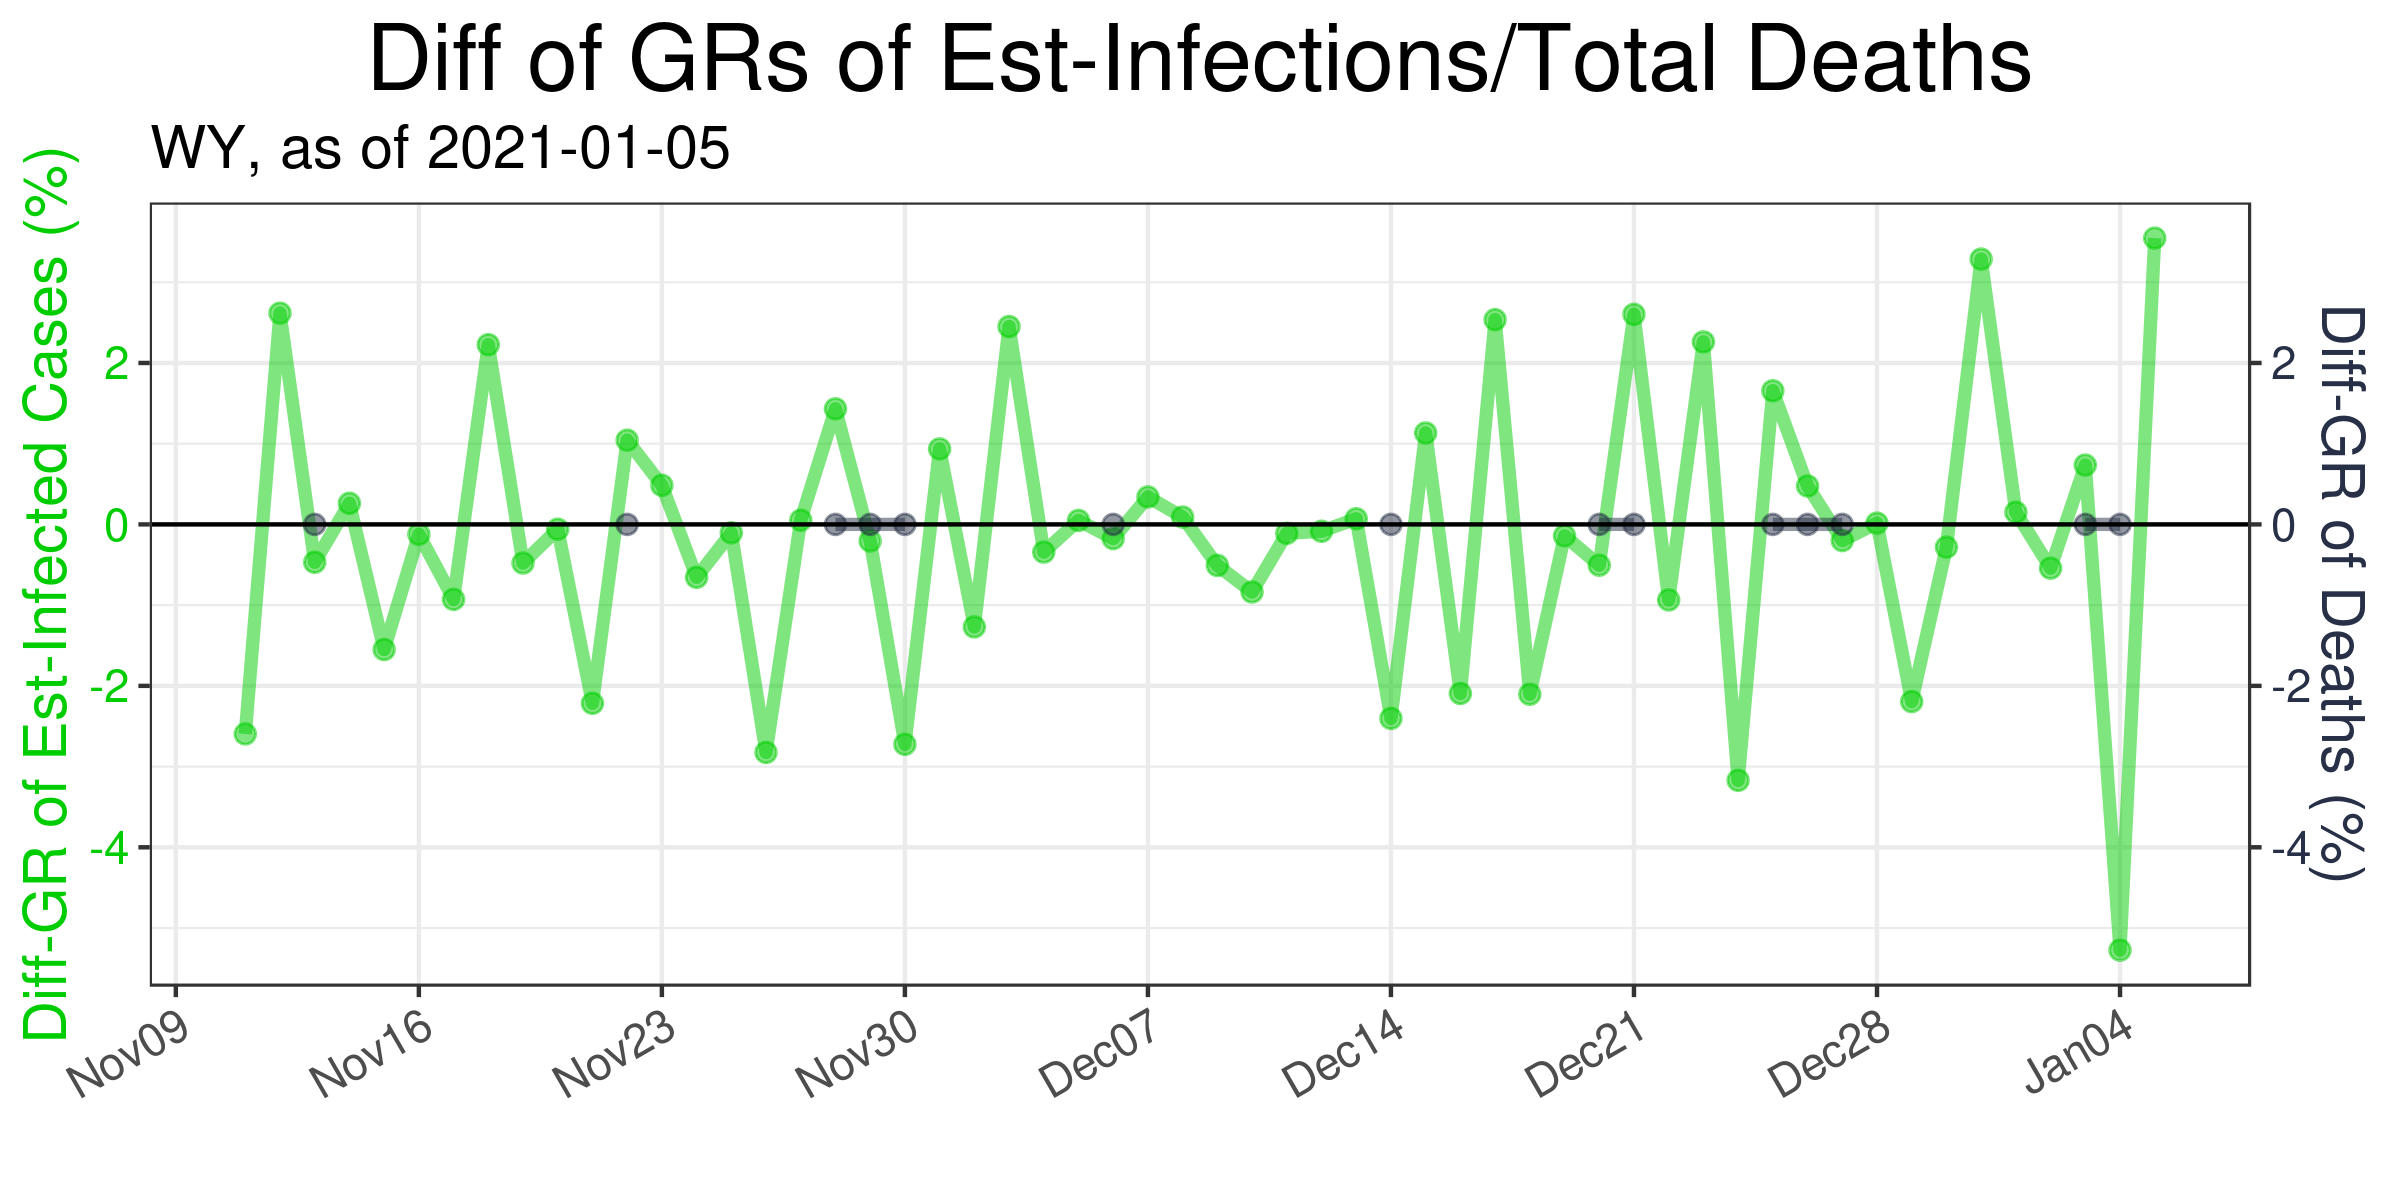 Diff of GRs of Est-Infections/Total Deaths
WY, as of 2021-01-05
Diff-GR of Est-Infected Cases (%)
2
0
-2
-4
2
0
-2
-4
Diff-GR of Deaths (%)
Nov09
Nov16
Nov23
Nov30
Dec07
Dec14
Dec21
Dec28
Jan04